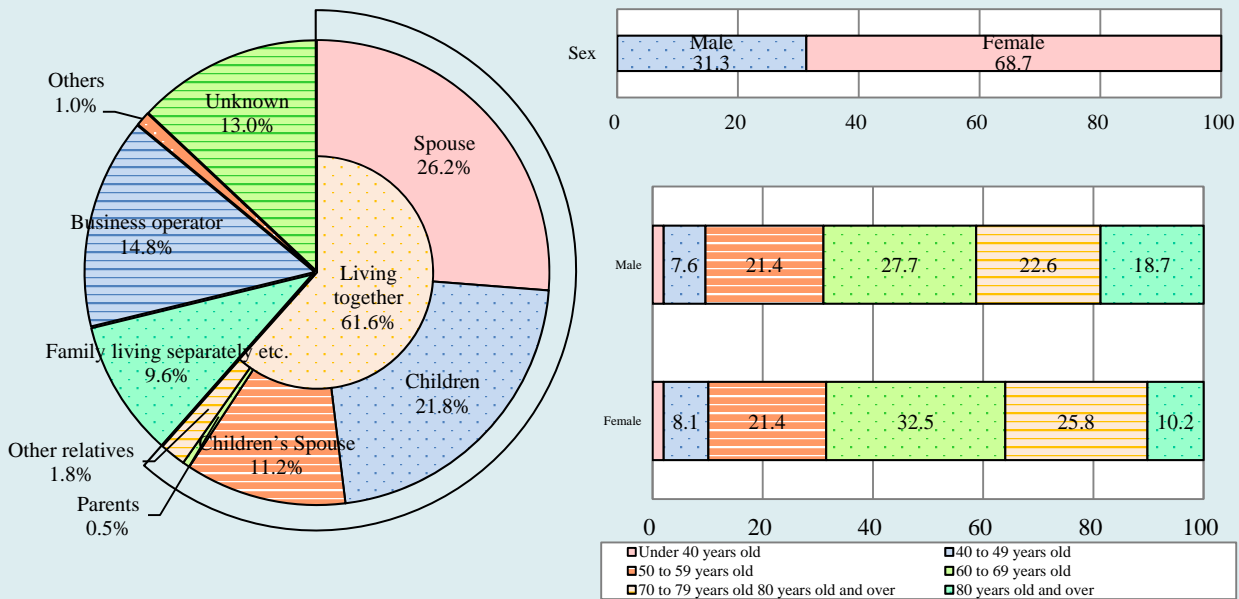 Others
1.0%
Unknown
13.0%
Spouse
26.2%
Business operator
14.8%
Living
together
61.6%
Family living separately etc.
9.6%
Children
21.8%
Other relatives
1.8%
Children's Spouse
11.2%
Parents
0.5%
Sex
Male
31.3
Female
68.7
0 20 40 60 80 100
Male
7.6 21.4 27.7 22.6 18.7
Female
8.1 21.4 32.5 25.8 10.2
0 20 40 60 80 100
Under 40 years old
40 to 49 years old
50 to 59 years old
60 to 69 years old
70 to 79 years old 80 years old and over
80 years old and over